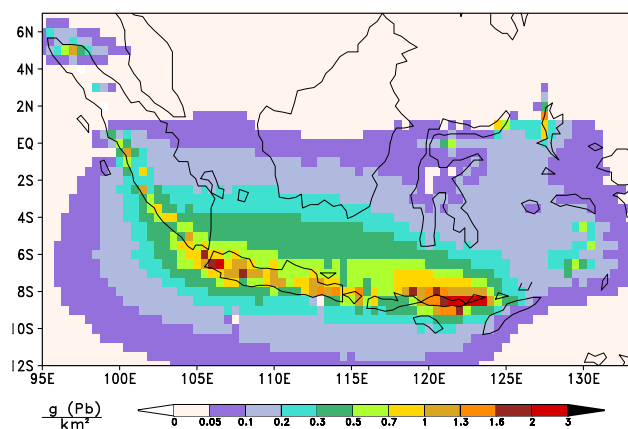 6N
4N
2N
EQ
2S
4S
6S
8S
10S
12S
95E 100E 105E 110E 115E 120E 125E 130E
g (Pb)
km²
0 0.05 0.1 0.2 0.3 0.5 0.7 1 1.3 1.6 2 3